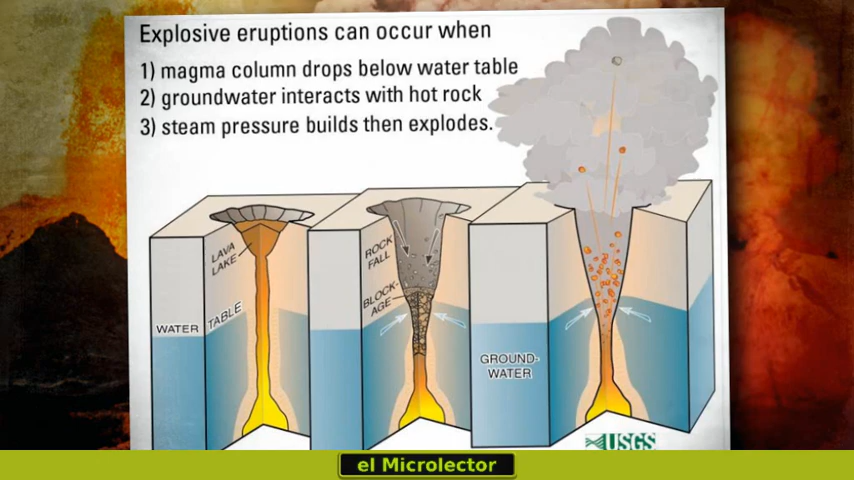 Explosive eruptions can occur when
1) magma column drops below water table
2) groundwater interacts with hot rock
3) steam pressure builds then explodes.
LAVA
LAKE
ROCK
FALL
BLOCK-
AGE
WATER TABLE
GROUND-
WATER
USGS
el Microlector